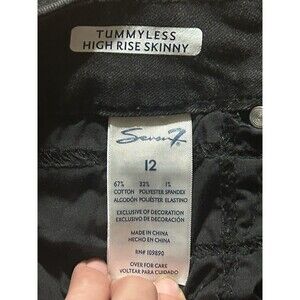 TUMMYLESS
HIGH RISE SKINNY
Seven7
12
67% 32% 1%
COTTON POLYESTER SPANDEX
ALGODÓN POLIÉSTER ELASTINO
EXCLUSIVE OF DECORATION
EXCLUSIVO DE DECORACIÓN
MADE IN CHINA
HECHO EN CHINA
RN# 109890
OVER FOR CARE
VOLTEAR PARA CUIDADO